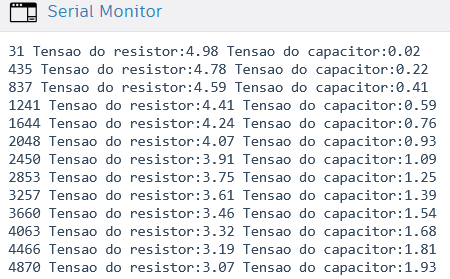 Serial Monitor
31 Tensao do resistor:4.98 Tensao do capacitor:0.02
435 Tensao do resistor:4.78 Tensao do capacitor:0.22
837 Tensao do resistor:4.59 Tensao do capacitor:0.41
1241 Tensao do resistor:4.41 Tensao do capacitor:0.59
1644 Tensao do resistor:4.24 Tensao do capacitor:0.76
2048 Tensao do resistor:4.07 Tensao do capacitor:0.93
2450 Tensao do resistor:3.91 Tensao do capacitor:1.09
2853 Tensao do resistor:3.75 Tensao do capacitor:1.25
3257 Tensao do resistor:3.61 Tensao do capacitor:1.39
3660 Tensao do resistor:3.46 Tensao do capacitor:1.54
4063 Tensao do resistor:3.32 Tensao do capacitor:1.68
4466 Tensao do resistor:3.19 Tensao do capacitor:1.81
4870 Tensao do resistor:3.07 Tensao do capacitor:1.93